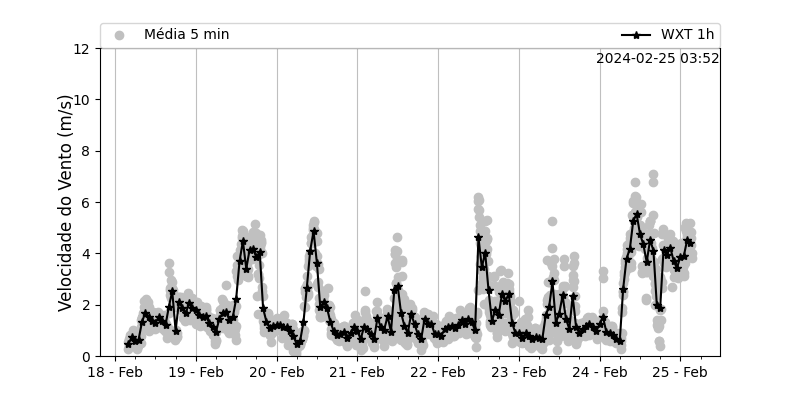 Média 5 min
WXT 1h
2024-02-25 03:52
Velocidade do Vento (m/s)
12
10
8
6
4
2
0
18 - Feb
19 - Feb
20 - Feb
21 - Feb
22 - Feb
23 - Feb
24 - Feb
25 - Feb